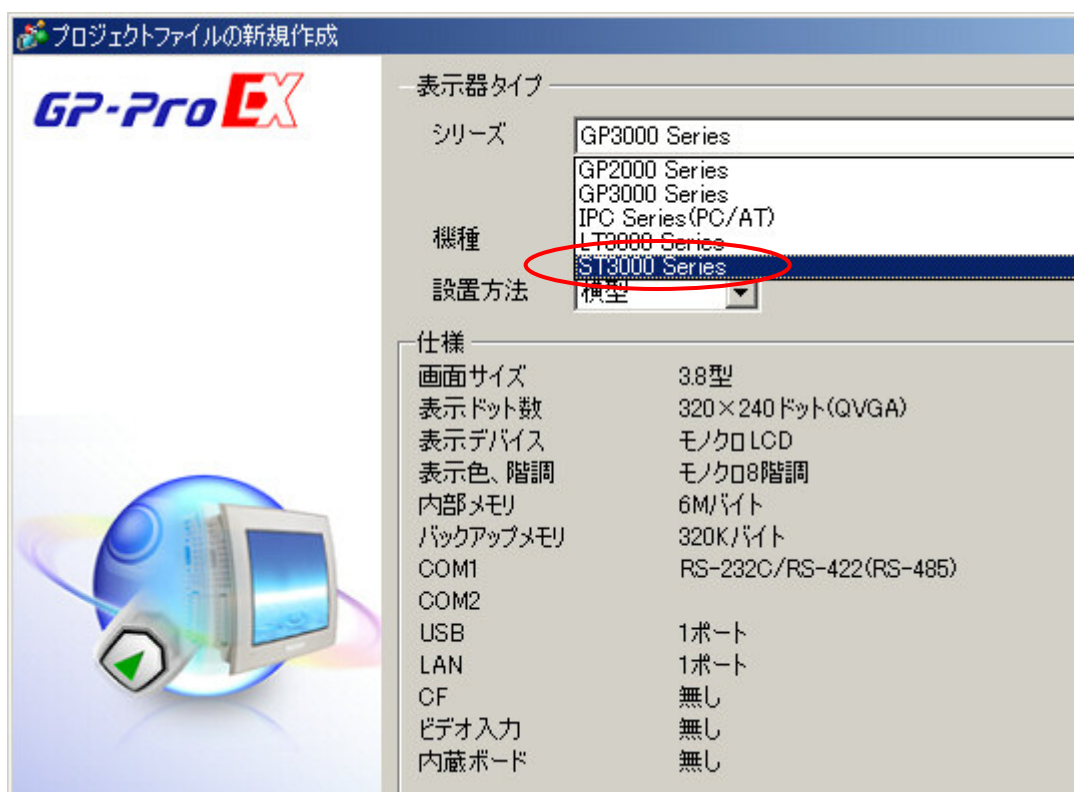 プロジェクトファイルの新規作成
GP-Pro EX
表示器タイプ
シリーズ GP3000 Series
GP2000 Series
GP3000 Series
IPC Series(PC/AT)
機種 LT3000 Series
ST3000 Series
設置方法 横型
仕様
画面サイズ 3.8型
表示ドット数 320×240ドット(QVGA)
表示デバイス モノクロLCD
表示色、階調 モノクロ8階調
内部メモリ 6Mバイト
バックアップメモリ 320Kバイト
COM1 RS-232C/RS-422(RS-485)
COM2
USB 1ポート
LAN 1ポート
CF 無し
ビデオ入力 無し
内蔵ボード 無し